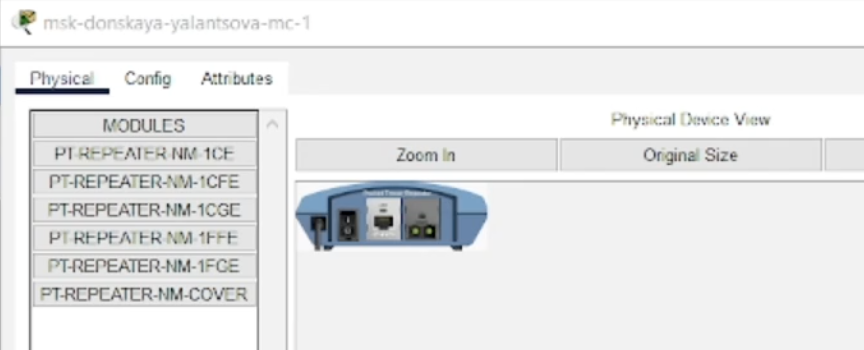 msk-donskaya-yalantsova-mc-1
Physical Config Attributes
MODULES
PT-REPEATER-NM-1CE
PT-REPEATER-NM-1CFE
PT-REPEATER-NM-1CGE
PT-REPEATER-NM-1FFE
PT-REPEATER-NM-1FGE
PT-REPEATER-NM-COVER
Physical Device View
Zoom In Original Size